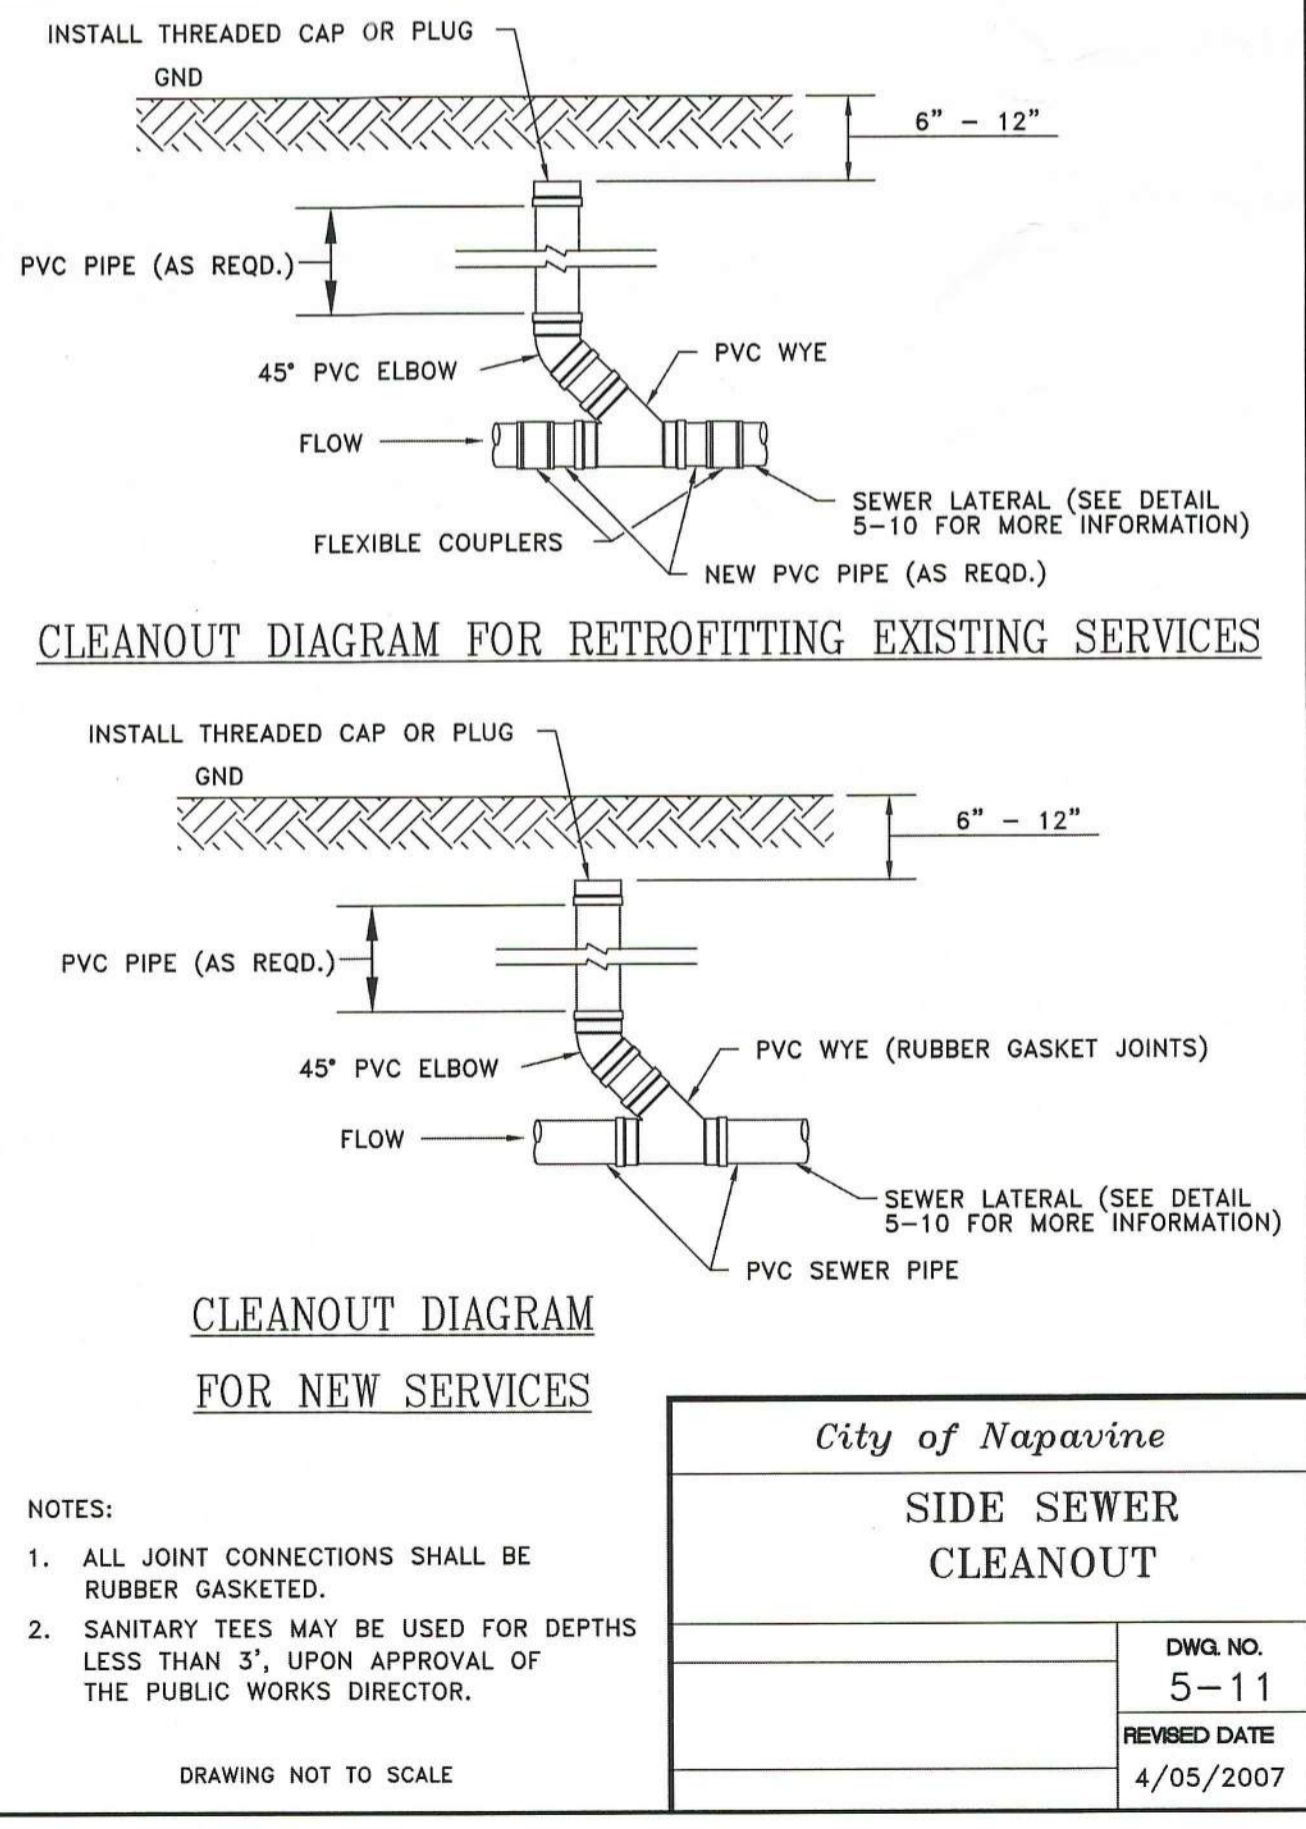 INSTALL THREADED CAP OR PLUG
GND
6" – 12"
PVC PIPE (AS REQD.)
45° PVC ELBOW
PVC WYE
FLOW
SEWER LATERAL (SEE DETAIL
5–10 FOR MORE INFORMATION)
FLEXIBLE COUPLERS
NEW PVC PIPE (AS REQD.)
CLEANOUT DIAGRAM FOR RETROFITTING EXISTING SERVICES
INSTALL THREADED CAP OR PLUG
GND
6" – 12"
PVC PIPE (AS REQD.)
45° PVC ELBOW
PVC WYE (RUBBER GASKET JOINTS)
FLOW
SEWER LATERAL (SEE DETAIL
5–10 FOR MORE INFORMATION)
PVC SEWER PIPE
CLEANOUT DIAGRAM
FOR NEW SERVICES
NOTES:
1. ALL JOINT CONNECTIONS SHALL BE
RUBBER GASKETED.
2. SANITARY TEES MAY BE USED FOR DEPTHS
LESS THAN 3', UPON APPROVAL OF
THE PUBLIC WORKS DIRECTOR.
DRAWING NOT TO SCALE
City of Napavine
SIDE SEWER
CLEANOUT
DWG. NO.
5–11
REVISED DATE
4/05/2007